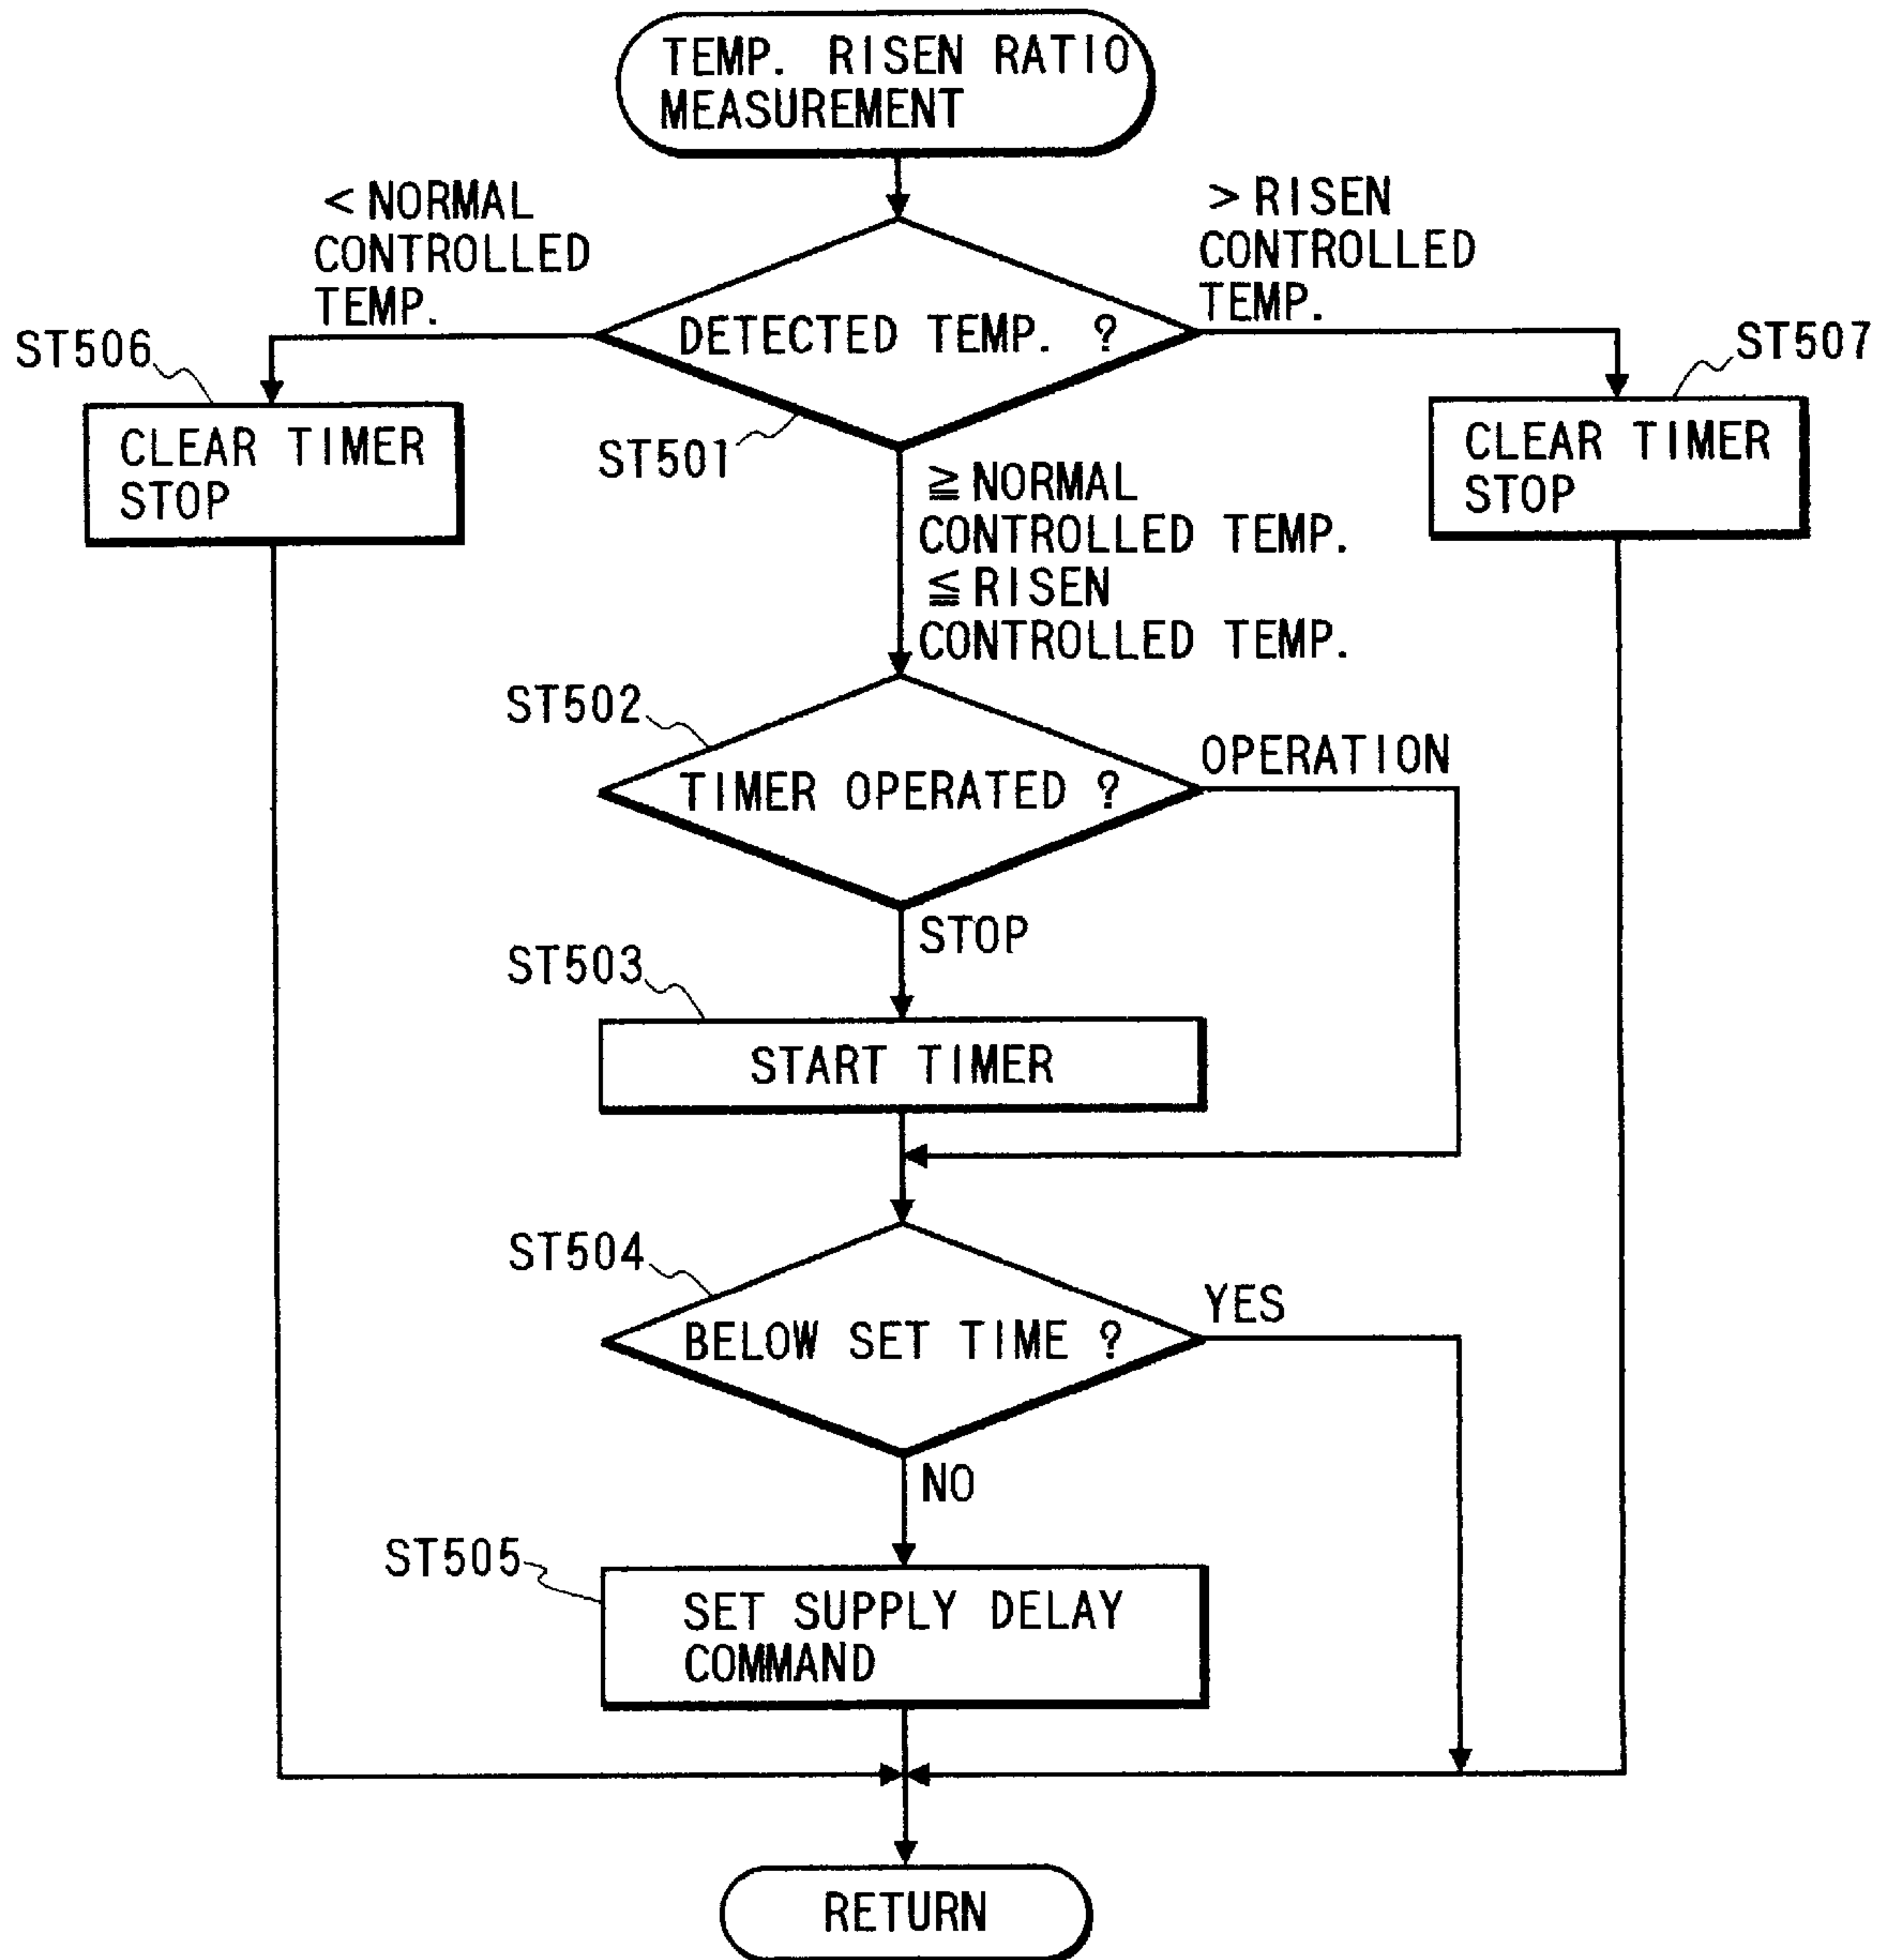 TEMP. RISEN RATIO
MEASUREMENT
< NORMAL
CONTROLLED
TEMP.
> RISEN
CONTROLLED
TEMP.
DETECTED TEMP. ?
ST506
ST507
ST501
CLEAR TIMER
STOP
CLEAR TIMER
STOP
≧ NORMAL
CONTROLLED TEMP.
≦ RISEN
CONTROLLED TEMP.
ST502
OPERATION
TIMER OPERATED ?
STOP
ST503
START TIMER
ST504
YES
BELOW SET TIME ?
NO
ST505
SET SUPPLY DELAY
COMMAND
RETURN